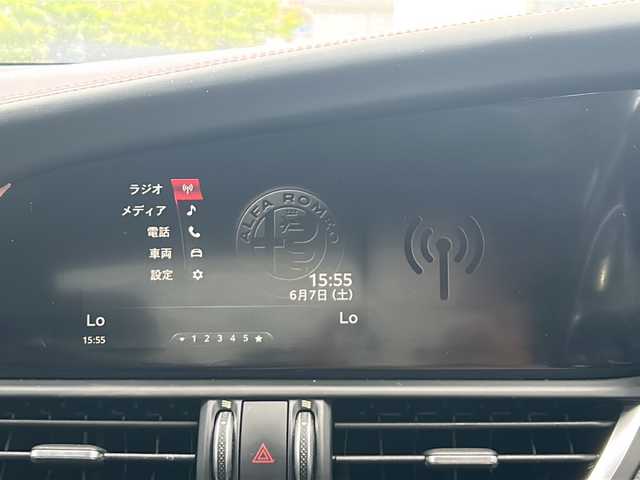 ラジオ
メディア
電話
車両
設定
ALFA ROMEO
15:55
6月7日 (土)
Lo
Lo
15:55
1 2 3 4 5